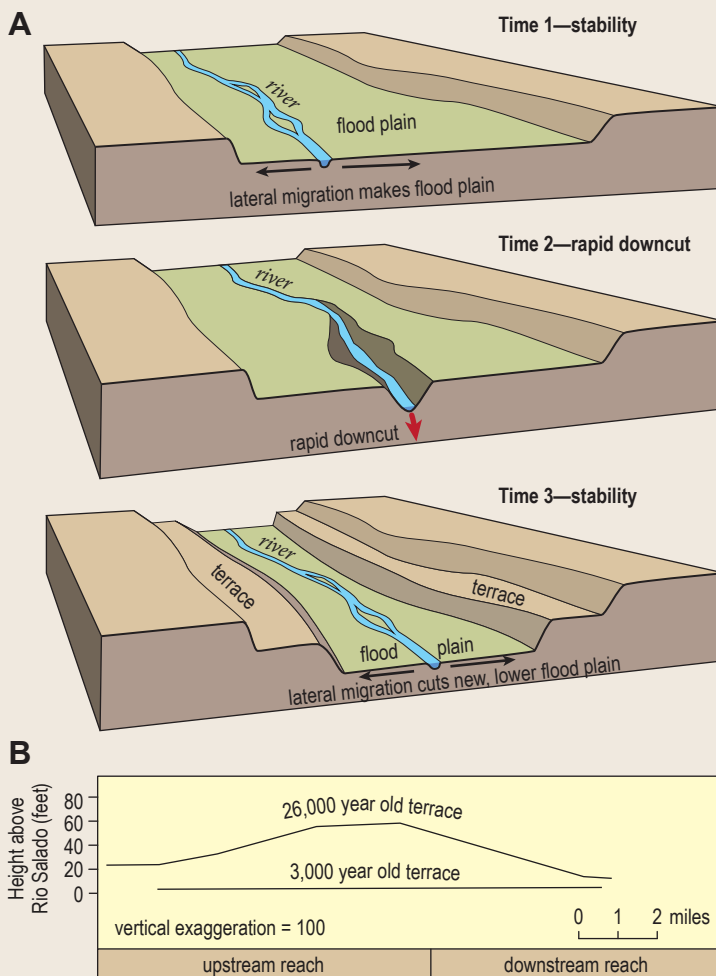 A
Time 1—stability
river
flood plain
lateral migration makes flood plain
Time 2—rapid downcut
river
rapid downcut
Time 3—stability
river
terrace
terrace
flood plain
lateral migration cuts new, lower flood plain
B
Height above
Rio Salado (feet)
80
60
40
20
0
26,000 year old terrace
3,000 year old terrace
vertical exaggeration = 100
0 1 2 miles
upstream reach
downstream reach